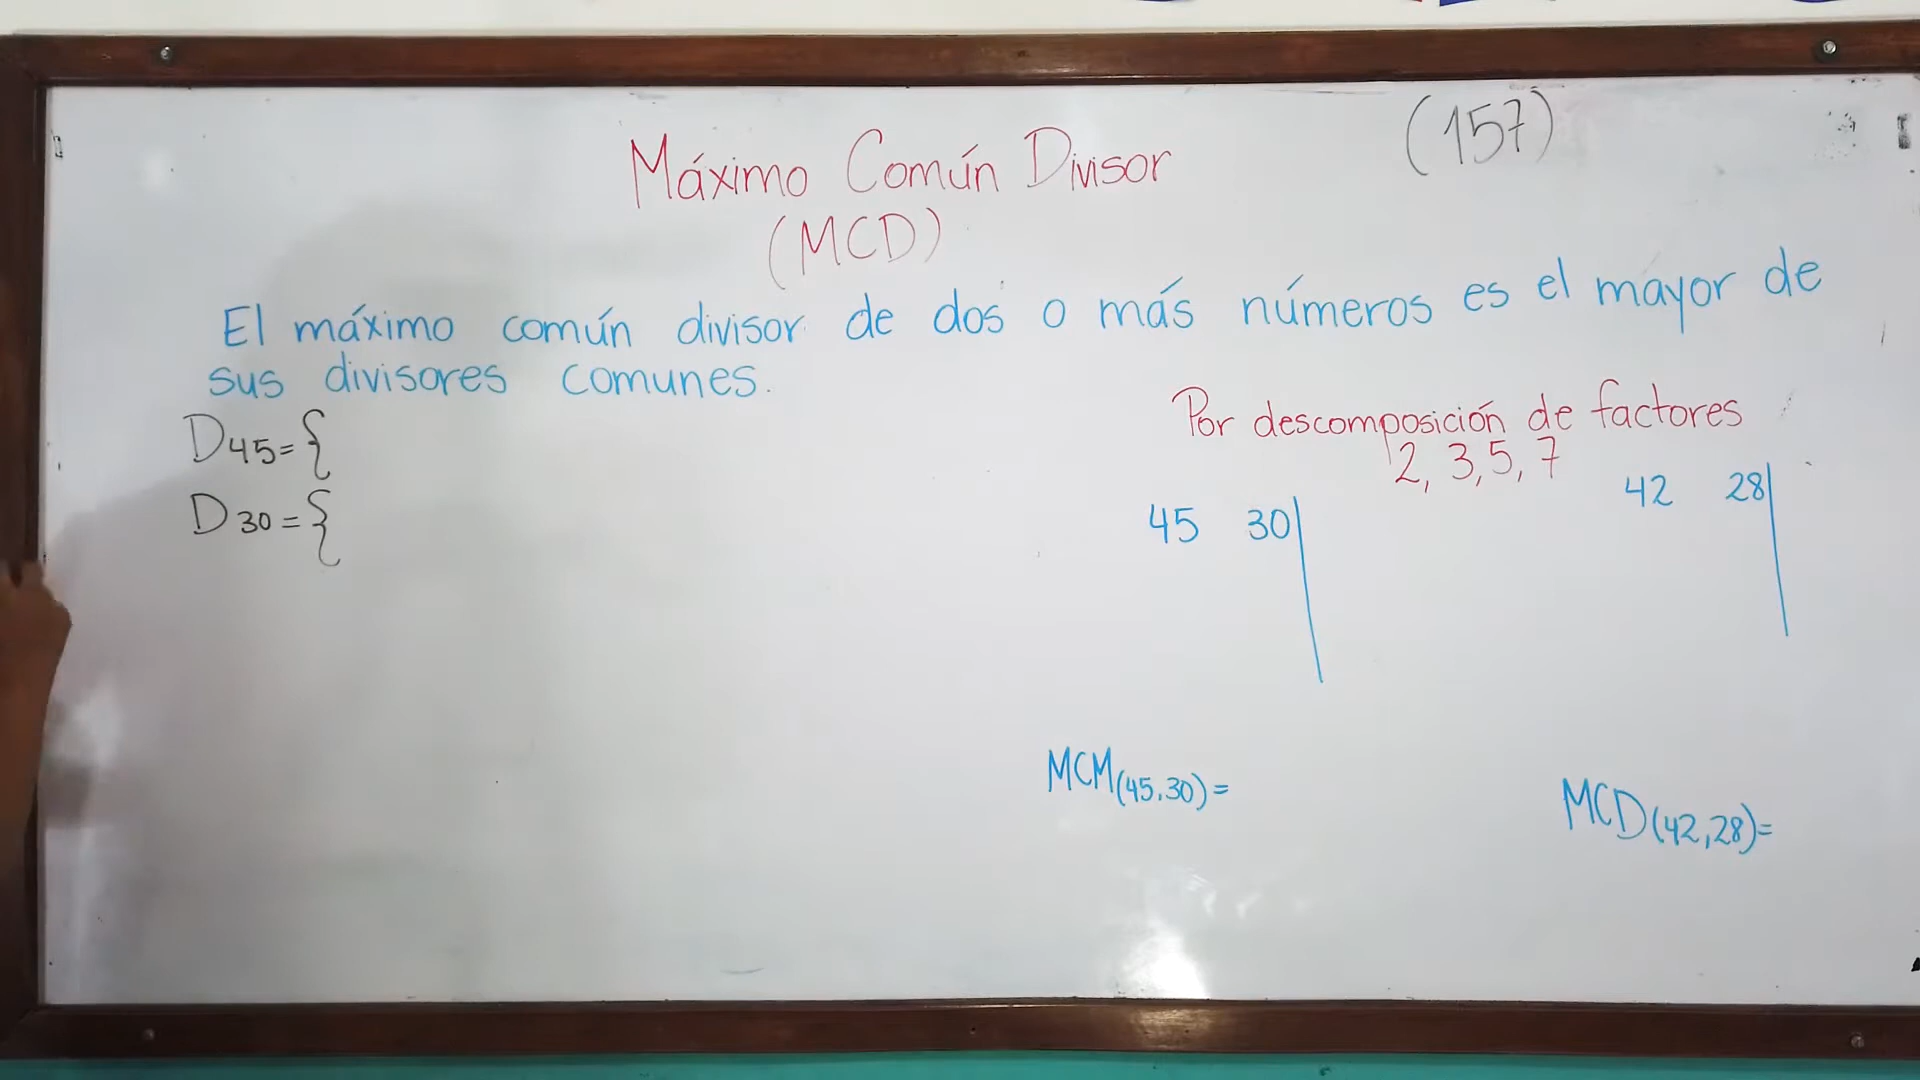 (157)
Máximo Común Divisor
(MCD)
El máximo común divisor de dos o más números es el mayor de
sus divisores comunes.
D45={
D30={
Por descomposición de factores
2, 3, 5, 7
45 30
42 28
MCM(45,30)=
MCD(42,28)=